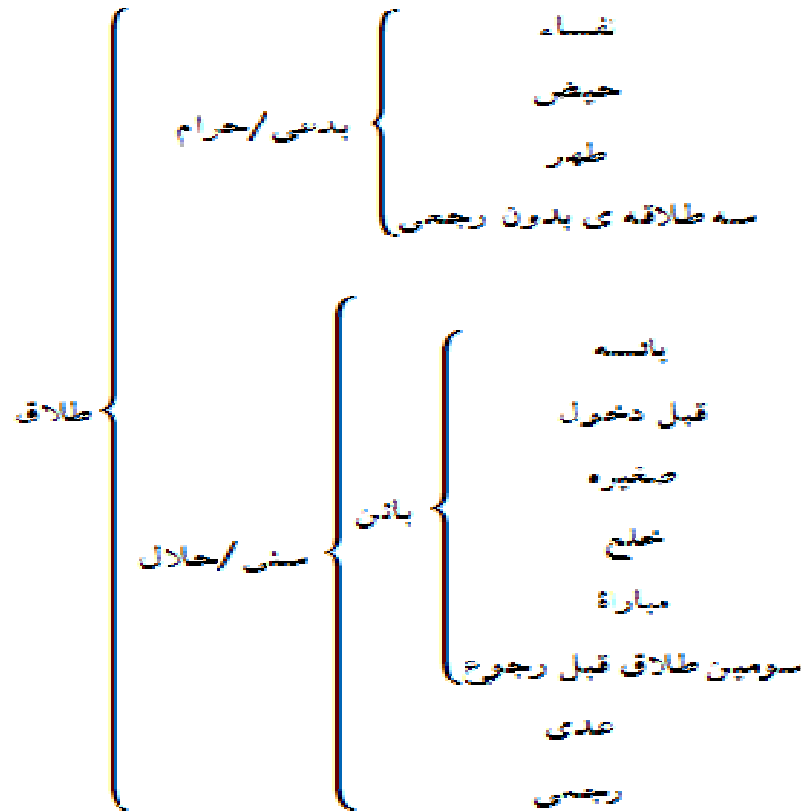 نفساء
حیض
بدعی/حرام
طهر
سه طلاقه ی بدون رجعی
یائسه
قبل دخول
طلاق
صغیره
بائن
خلع
سنی/حلال
مباراة
سومین طلاق قبل رجوع
عدی
رجعی